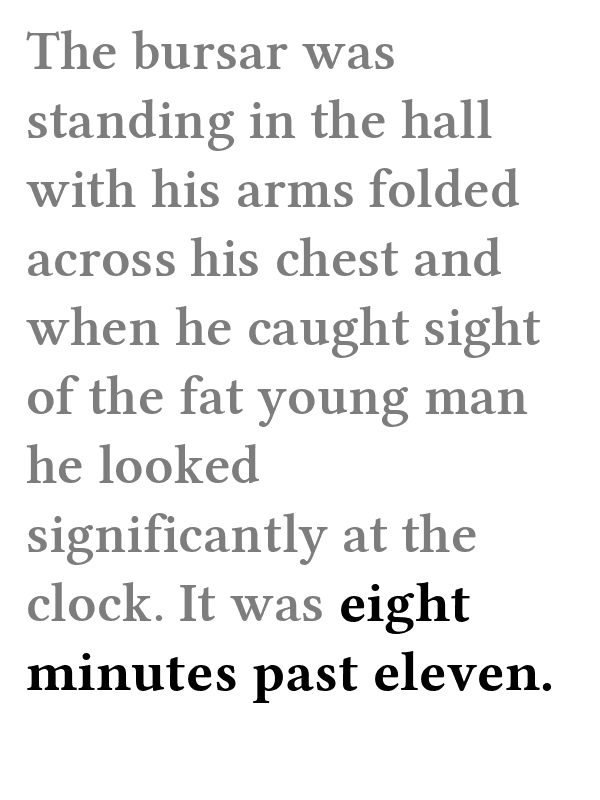 The bursar was
standing in the hall
with his arms folded
across his chest and
when he caught sight
of the fat young man
he looked
significantly at the
clock. It was eight
minutes past eleven.